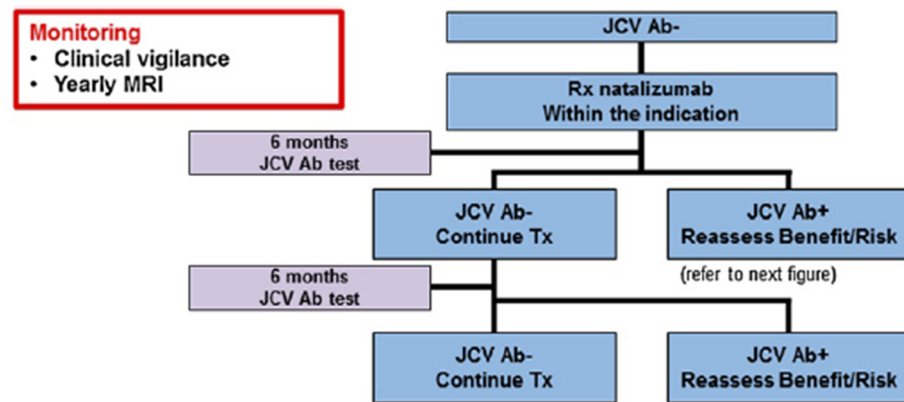 Monitoring
• Clinical vigilance
• Yearly MRI
JCV Ab-
Rx natalizumab
Within the indication
6 months
JCV Ab test
JCV Ab-
Continue Tx
JCV Ab+
Reassess Benefit/Risk
(refer to next figure)
6 months
JCV Ab test
JCV Ab-
Continue Tx
JCV Ab+
Reassess Benefit/Risk